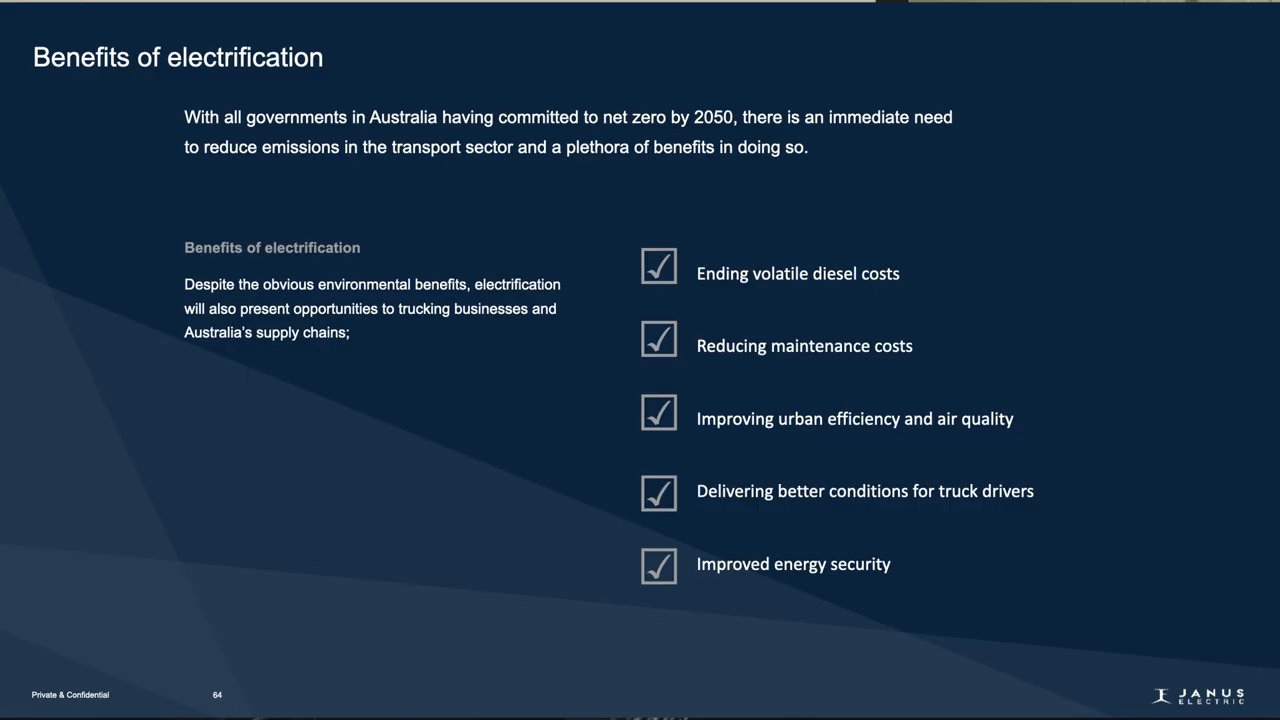 Benefits of electrification
With all governments in Australia having committed to net zero by 2050, there is an immediate need
to reduce emissions in the transport sector and a plethora of benefits in doing so.
Benefits of electrification
Despite the obvious environmental benefits, electrification
will also present opportunities to trucking businesses and
Australia's supply chains;
Ending volatile diesel costs
Reducing maintenance costs
Improving urban efficiency and air quality
Delivering better conditions for truck drivers
Improved energy security
Private & Confidential
64
JANUS
ELECTRIC